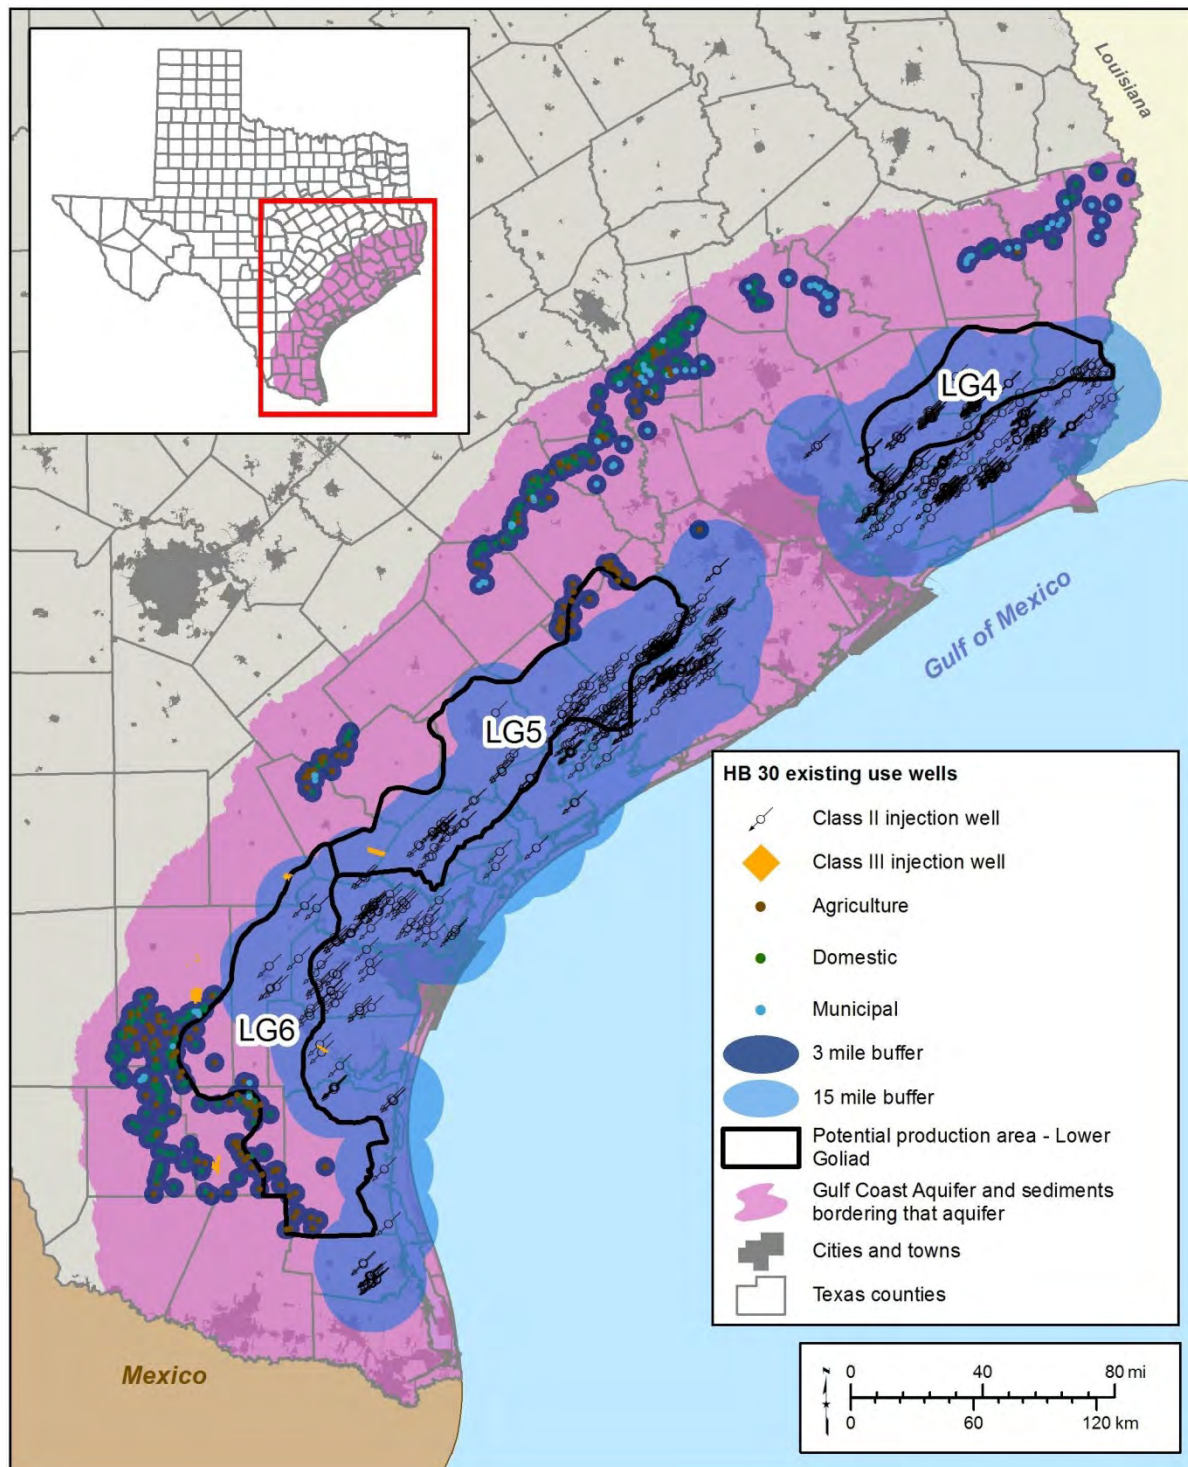 Louisiana
LG4
Gulf of Mexico
LG5
LG6
Mexico
HB 30 existing use wells
Class II injection well
Class III injection well
Agriculture
Domestic
Municipal
3 mile buffer
15 mile buffer
Potential production area - Lower
Goliad
Gulf Coast Aquifer and sediments
bordering that aquifer
Cities and towns
Texas counties
N
0 40 80 mi
0 60 120 km